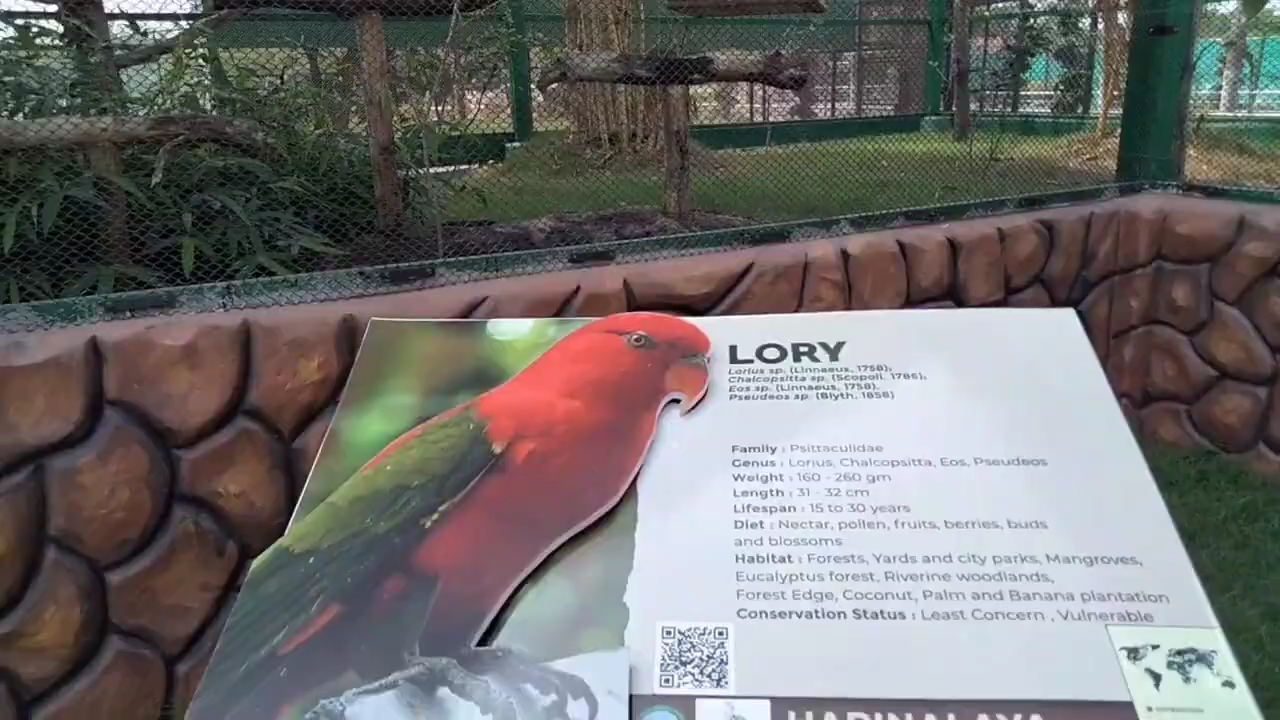 LORY
Lorius sp. (Linnaeus, 1758),
Chalcopsitta sp. (Scopoli, 1786),
Eos sp. (Linnaeus, 1758),
Pseudeos sp. (Blyth, 1858)
Family : Psittaculidae
Genus : Lorius, Chalcopsitta, Eos, Pseudeos
Weight : 160 - 260 gm
Length : 31 - 32 cm
Lifespan : 15 to 30 years
Diet : Nectar, pollen, fruits, berries, buds
and blossoms
Habitat : Forests, Yards and city parks, Mangroves,
Eucalyptus forest, Riverine woodlands,
Forest Edge, Coconut, Palm and Banana plantation
Conservation Status : Least Concern , Vulnerable
HARINALAYA